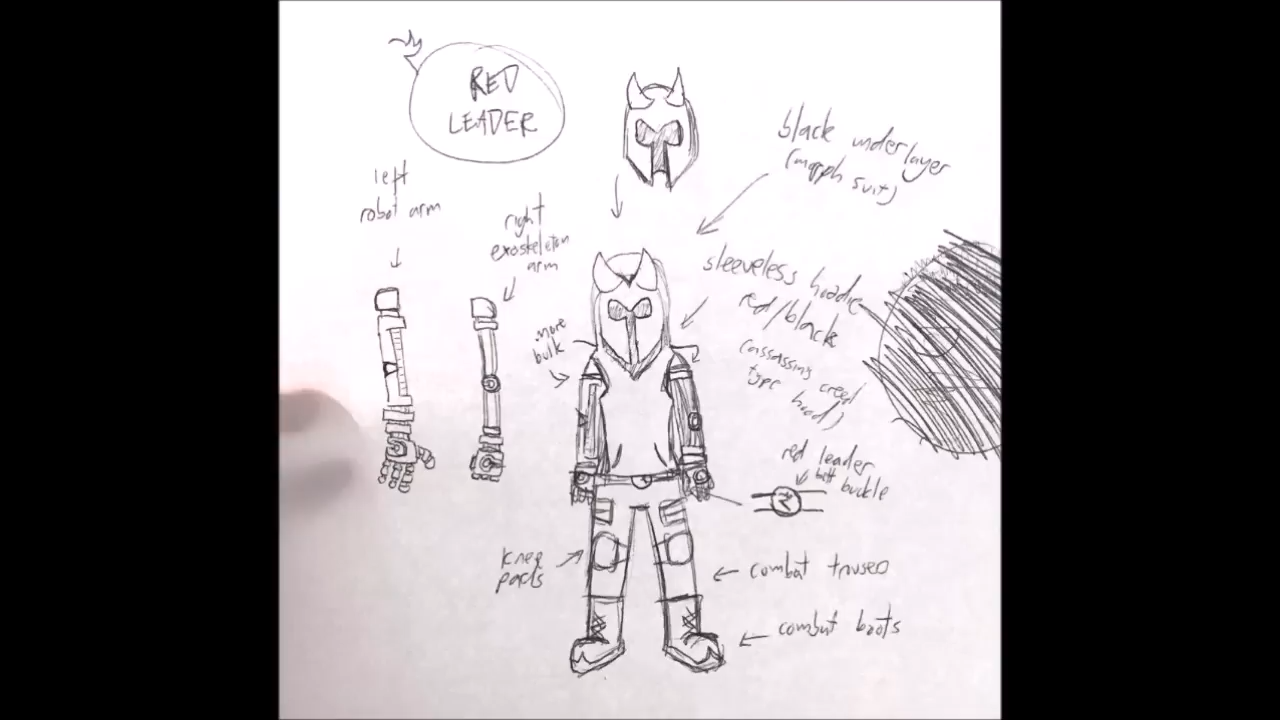 RED
LEADER
left
robot arm
right
exoskeleton
arm
black underlayer
(morph suit)
sleeveless hoodie
red/black
(assassins creed
type hood)
more
bulk
red leader
belt buckle
knee
pads
combat
combat boots